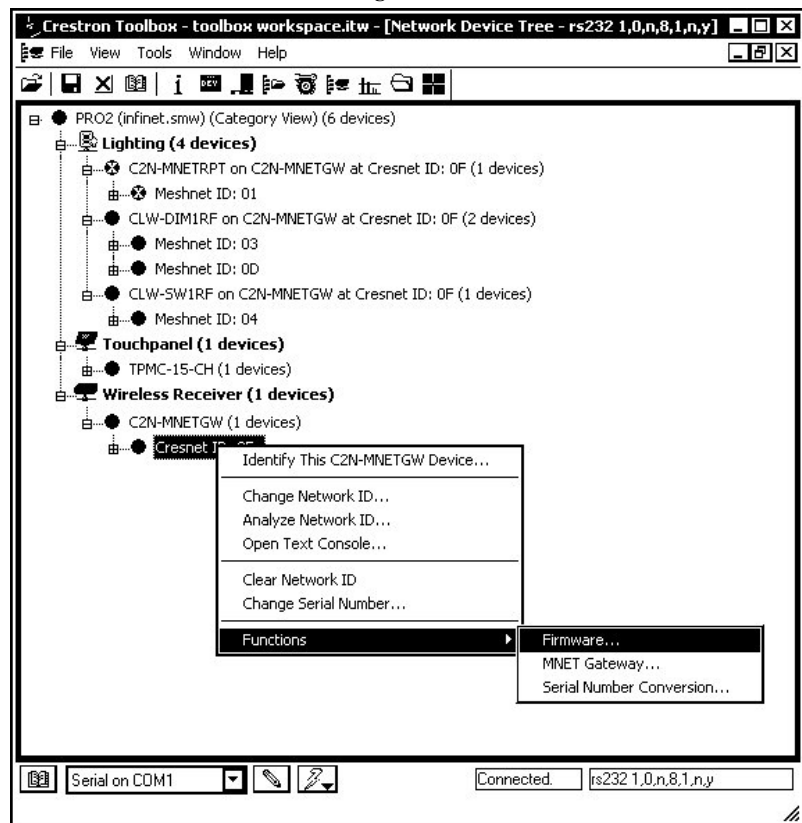 Crestron Toolbox - toolbox workspace.itw - [Network Device Tree - rs232 1,0,n,8,1,n,y]
File View Tools Window Help
DEV
PRO2 (infinet.smw) (Category View) (6 devices)
Lighting (4 devices)
C2N-MNETRPT on C2N-MNETGW at Cresnet ID: 0F (1 devices)
Meshnet ID: 01
CLW-DIM1RF on C2N-MNETGW at Cresnet ID: 0F (2 devices)
Meshnet ID: 03
Meshnet ID: 0D
CLW-SW1RF on C2N-MNETGW at Cresnet ID: 0F (1 devices)
Meshnet ID: 04
Touchpanel (1 devices)
TPMC-15-CH (1 devices)
Wireless Receiver (1 devices)
C2N-MNETGW (1 devices)
Cresnet
Identify This C2N-MNETGW Device...
Change Network ID...
Analyze Network ID...
Open Text Console...
Clear Network ID
Change Serial Number...
Functions
Firmware...
MNET Gateway...
Serial Number Conversion...
Serial on COM1
Connected.
rs232 1,0,n,8,1,n,y